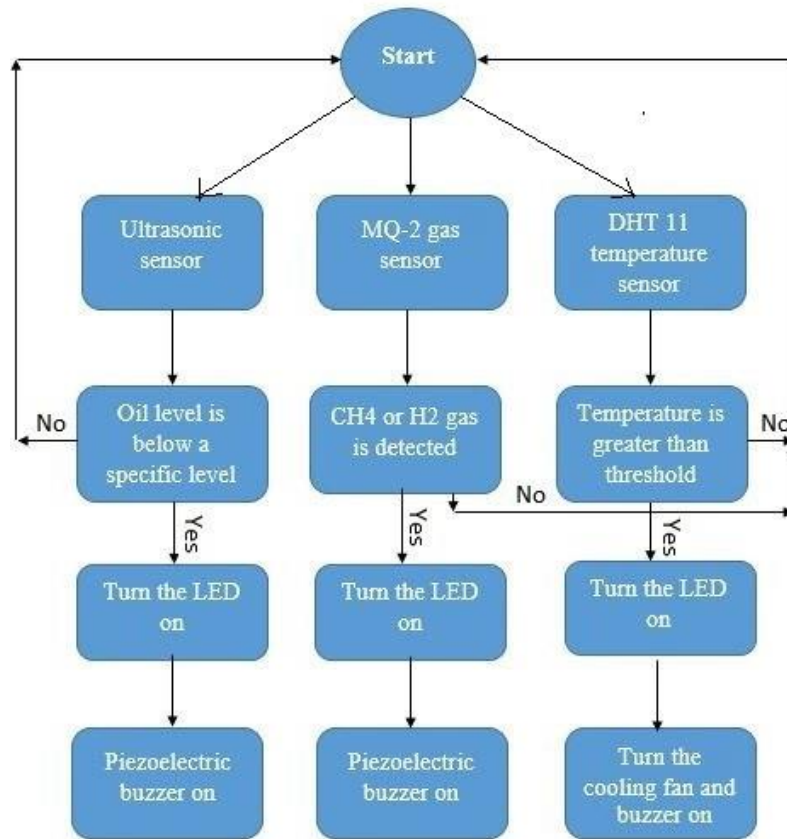 Start
Ultrasonic
sensor
MQ-2 gas
sensor
DHT 11
temperature
sensor
No
Oil level is
below a
specific level
CH4 or H2 gas
is detected
Temperature is
greater than
threshold
No
No
Yes
Yes
Yes
Turn the LED
on
Turn the LED
on
Turn the LED
on
Piezoelectric
buzzer on
Piezoelectric
buzzer on
Turn the
cooling fan and
buzzer on